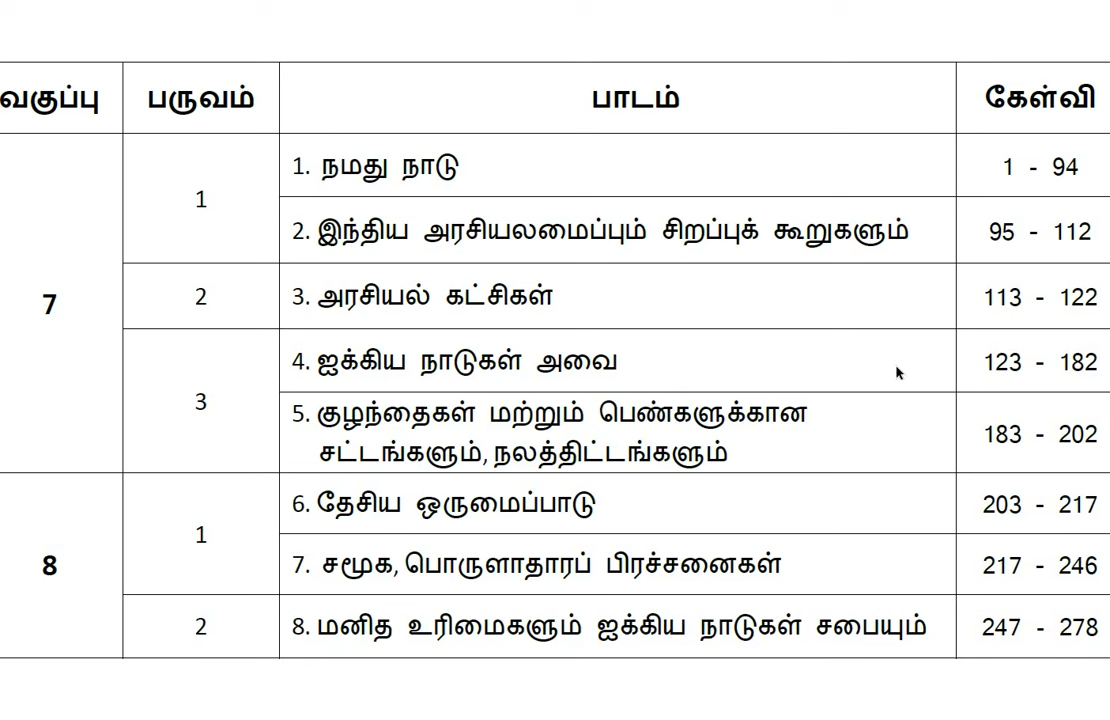 வகுப்பு பருவம் பாடம் கேள்வி
1. நமது நாடு 1 - 94
1
2. இந்திய அரசியலமைப்பும் சிறப்புக் கூறுகளும் 95 - 112
7
2 3. அரசியல் கட்சிகள் 113 - 122
4. ஐக்கிய நாடுகள் அவை 123 - 182
3
5. குழந்தைகள் மற்றும் பெண்களுக்கான
சட்டங்களும், நலத்திட்டங்களும் 183 - 202
6. தேசிய ஒருமைப்பாடு 203 - 217
1
8
7. சமூக, பொருளாதாரப் பிரச்சனைகள் 217 - 246
2 8. மனித உரிமைகளும் ஐக்கிய நாடுகள் சபையும் 247 - 278